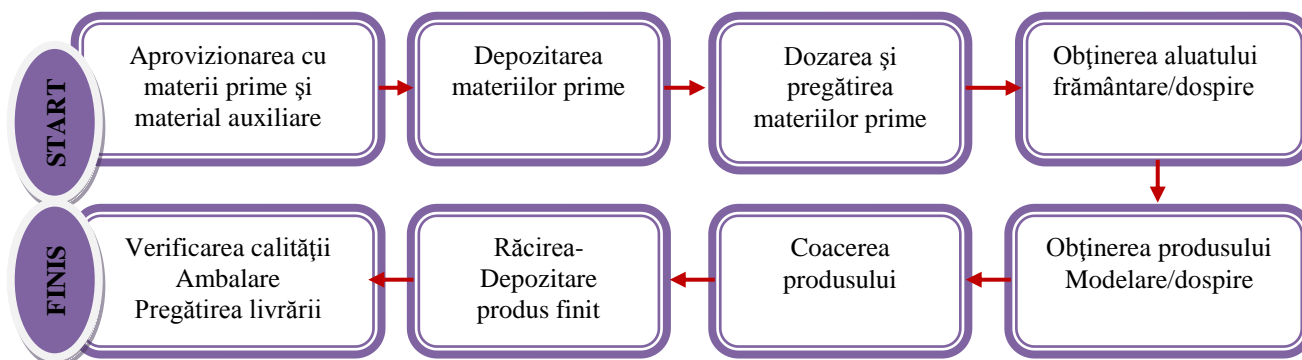 START
Aprovizionarea cu
materii prime şi
material auxiliare
Depozitarea
materiilor prime
Dozarea şi
pregătirea
materiilor prime
Obţinerea aluatului
frământare/dospire
Obţinerea produsului
Modelare/dospire
Coacerea
produsului
Răcirea-
Depozitare
produs finit
Verificarea calităţii
Ambalare
Pregătirea livrării
FINIS